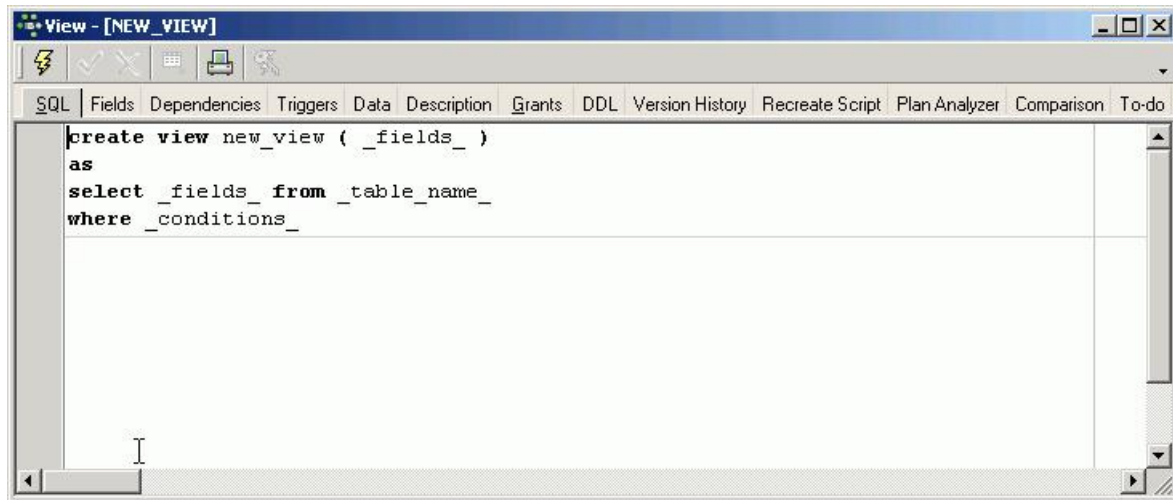 View - [NEW_VIEW]
SQL Fields Dependencies Triggers Data Description Grants DDL Version History Recreate Script Plan Analyzer Comparison To-do
create view new_view ( _fields_ )
as
select _fields_ from _table_name_
where _conditions_